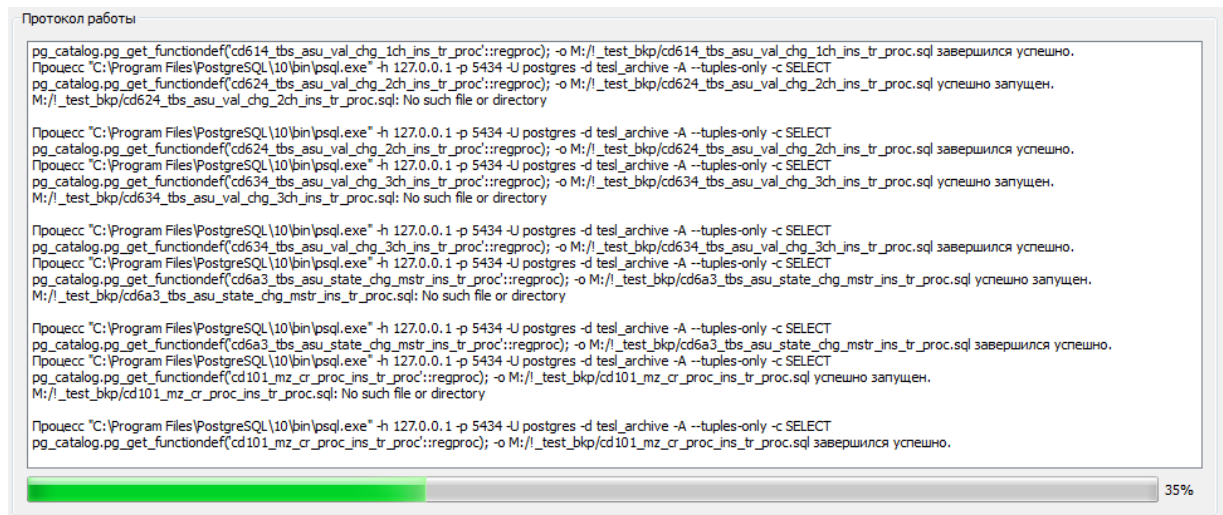 Протокол работы
pg_catalog.pg_get_functiondef('cd614_tbs_asu_val_chg_1ch_ins_tr_proc'::regproc); -o M:/!_test_bkp/cd614_tbs_asu_val_chg_1ch_ins_tr_proc.sql завершился успешно.
Процесс "C:\Program Files\PostgreSQL\10\bin\psql.exe" -h 127.0.0.1 -p 5434 -U postgres -d tesl_archive -A --tuples-only -c SELECT
pg_catalog.pg_get_functiondef('cd624_tbs_asu_val_chg_2ch_ins_tr_proc'::regproc); -o M:/!_test_bkp/cd624_tbs_asu_val_chg_2ch_ins_tr_proc.sql успешно запущен.
M:/!_test_bkp/cd624_tbs_asu_val_chg_2ch_ins_tr_proc.sql: No such file or directory
Процесс "C:\Program Files\PostgreSQL\10\bin\psql.exe" -h 127.0.0.1 -p 5434 -U postgres -d tesl_archive -A --tuples-only -c SELECT
pg_catalog.pg_get_functiondef('cd624_tbs_asu_val_chg_2ch_ins_tr_proc'::regproc); -o M:/!_test_bkp/cd624_tbs_asu_val_chg_2ch_ins_tr_proc.sql завершился успешно.
Процесс "C:\Program Files\PostgreSQL\10\bin\psql.exe" -h 127.0.0.1 -p 5434 -U postgres -d tesl_archive -A --tuples-only -c SELECT
pg_catalog.pg_get_functiondef('cd634_tbs_asu_val_chg_3ch_ins_tr_proc'::regproc); -o M:/!_test_bkp/cd634_tbs_asu_val_chg_3ch_ins_tr_proc.sql успешно запущен.
M:/!_test_bkp/cd634_tbs_asu_val_chg_3ch_ins_tr_proc.sql: No such file or directory
Процесс "C:\Program Files\PostgreSQL\10\bin\psql.exe" -h 127.0.0.1 -p 5434 -U postgres -d tesl_archive -A --tuples-only -c SELECT
pg_catalog.pg_get_functiondef('cd634_tbs_asu_val_chg_3ch_ins_tr_proc'::regproc); -o M:/!_test_bkp/cd634_tbs_asu_val_chg_3ch_ins_tr_proc.sql завершился успешно.
Процесс "C:\Program Files\PostgreSQL\10\bin\psql.exe" -h 127.0.0.1 -p 5434 -U postgres -d tesl_archive -A --tuples-only -c SELECT
pg_catalog.pg_get_functiondef('cd6a3_tbs_asu_state_chg_mstr_ins_tr_proc'::regproc); -o M:/!_test_bkp/cd6a3_tbs_asu_state_chg_mstr_ins_tr_proc.sql успешно запущен.
M:/!_test_bkp/cd6a3_tbs_asu_state_chg_mstr_ins_tr_proc.sql: No such file or directory
Процесс "C:\Program Files\PostgreSQL\10\bin\psql.exe" -h 127.0.0.1 -p 5434 -U postgres -d tesl_archive -A --tuples-only -c SELECT
pg_catalog.pg_get_functiondef('cd6a3_tbs_asu_state_chg_mstr_ins_tr_proc'::regproc); -o M:/!_test_bkp/cd6a3_tbs_asu_state_chg_mstr_ins_tr_proc.sql завершился успешно.
Процесс "C:\Program Files\PostgreSQL\10\bin\psql.exe" -h 127.0.0.1 -p 5434 -U postgres -d tesl_archive -A --tuples-only -c SELECT
pg_catalog.pg_get_functiondef('cd101_mz_cr_proc_ins_tr_proc'::regproc); -o M:/!_test_bkp/cd101_mz_cr_proc_ins_tr_proc.sql успешно запущен.
M:/!_test_bkp/cd101_mz_cr_proc_ins_tr_proc.sql: No such file or directory
Процесс "C:\Program Files\PostgreSQL\10\bin\psql.exe" -h 127.0.0.1 -p 5434 -U postgres -d tesl_archive -A --tuples-only -c SELECT
pg_catalog.pg_get_functiondef('cd101_mz_cr_proc_ins_tr_proc'::regproc); -o M:/!_test_bkp/cd101_mz_cr_proc_ins_tr_proc.sql завершился успешно.
35%